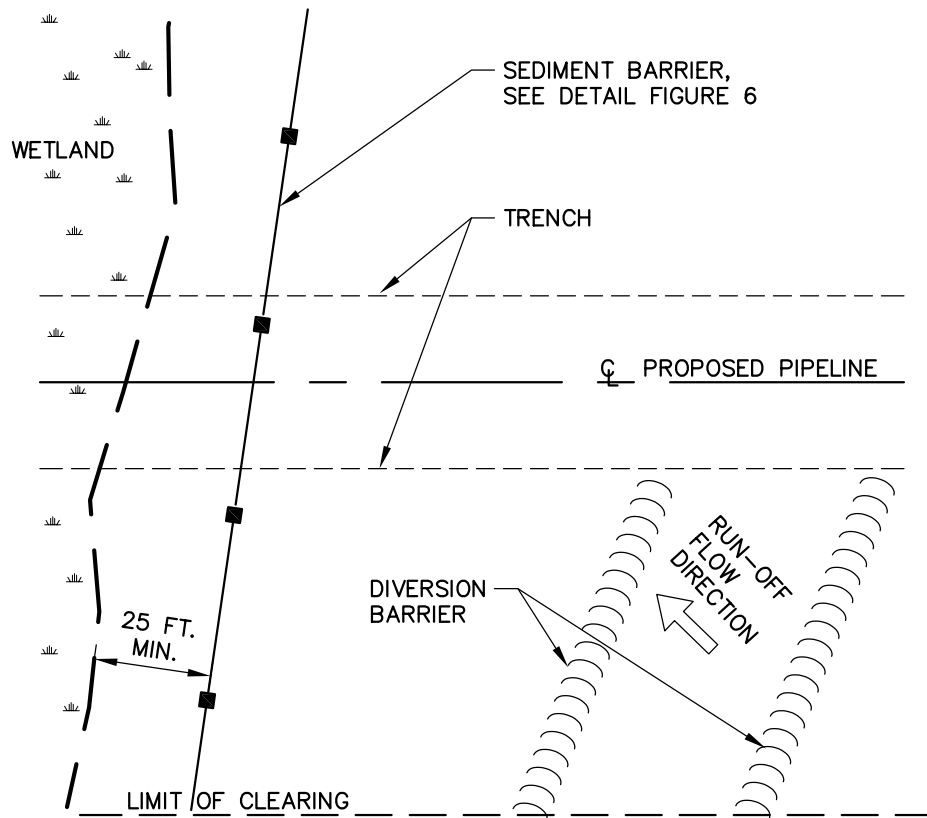 SEDIMENT BARRIER,
SEE DETAIL FIGURE 6
WETLAND
TRENCH
℄ PROPOSED PIPELINE
RUN-OFF
FLOW
DIRECTION
DIVERSION
BARRIER
25 FT.
MIN.
LIMIT OF CLEARING